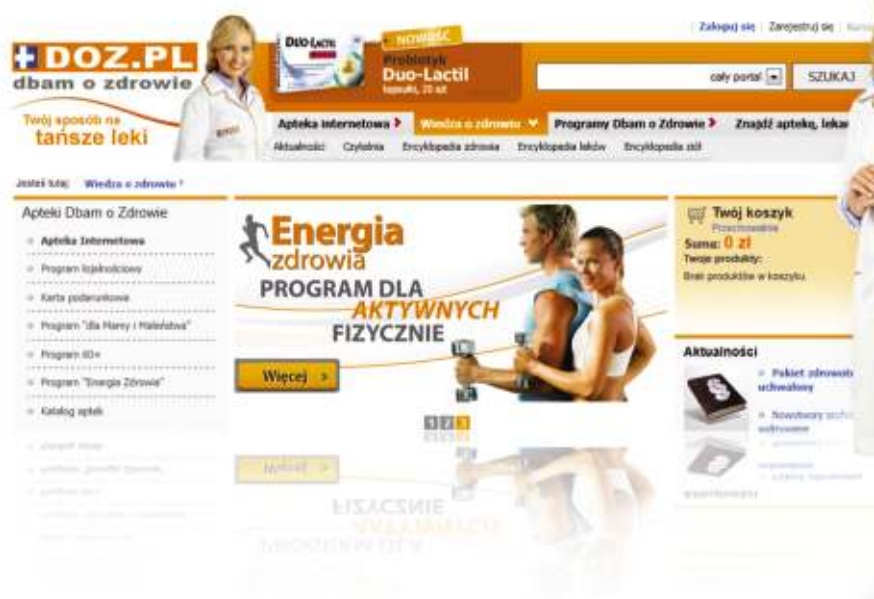 Zaloguj się
Zarejestruj się
DOZ.PL
dbam o zdrowie
Twój sposób na
tańsze leki
DUO-LACTIL
NOWOŚĆ
Probiotyk
Duo-Lactil
kapsułki, 20 szt
cały portal
SZUKAJ
Apteka internetowa
Wiedza o zdrowiu
Programy Dbam o Zdrowie
Znajdź aptekę, lekarza
Aktualności
Czytelnia
Encyklopedia zdrowia
Encyklopedia leków
Encyklopedia ziół
Jesteś tutaj:
Wiedza o zdrowiu
Apteki Dbam o Zdrowie
Apteka Internetowa
Program lojalnościowy
Karta podarunkowa
Program "dla Mamy i Maleństwa"
Program 60+
Program "Energia Zdrowia"
Katalog aptek
Energia
zdrowia
PROGRAM DLA
AKTYWNYCH
FIZYCZNIE
Więcej »
1 2 3
Twój koszyk
Przechowalnia
Suma: 0 zł
Twoje produkty:
Brak produktów w koszyku.
Aktualności
Pakiet zdrowotn
uchwalony
Nowotwory